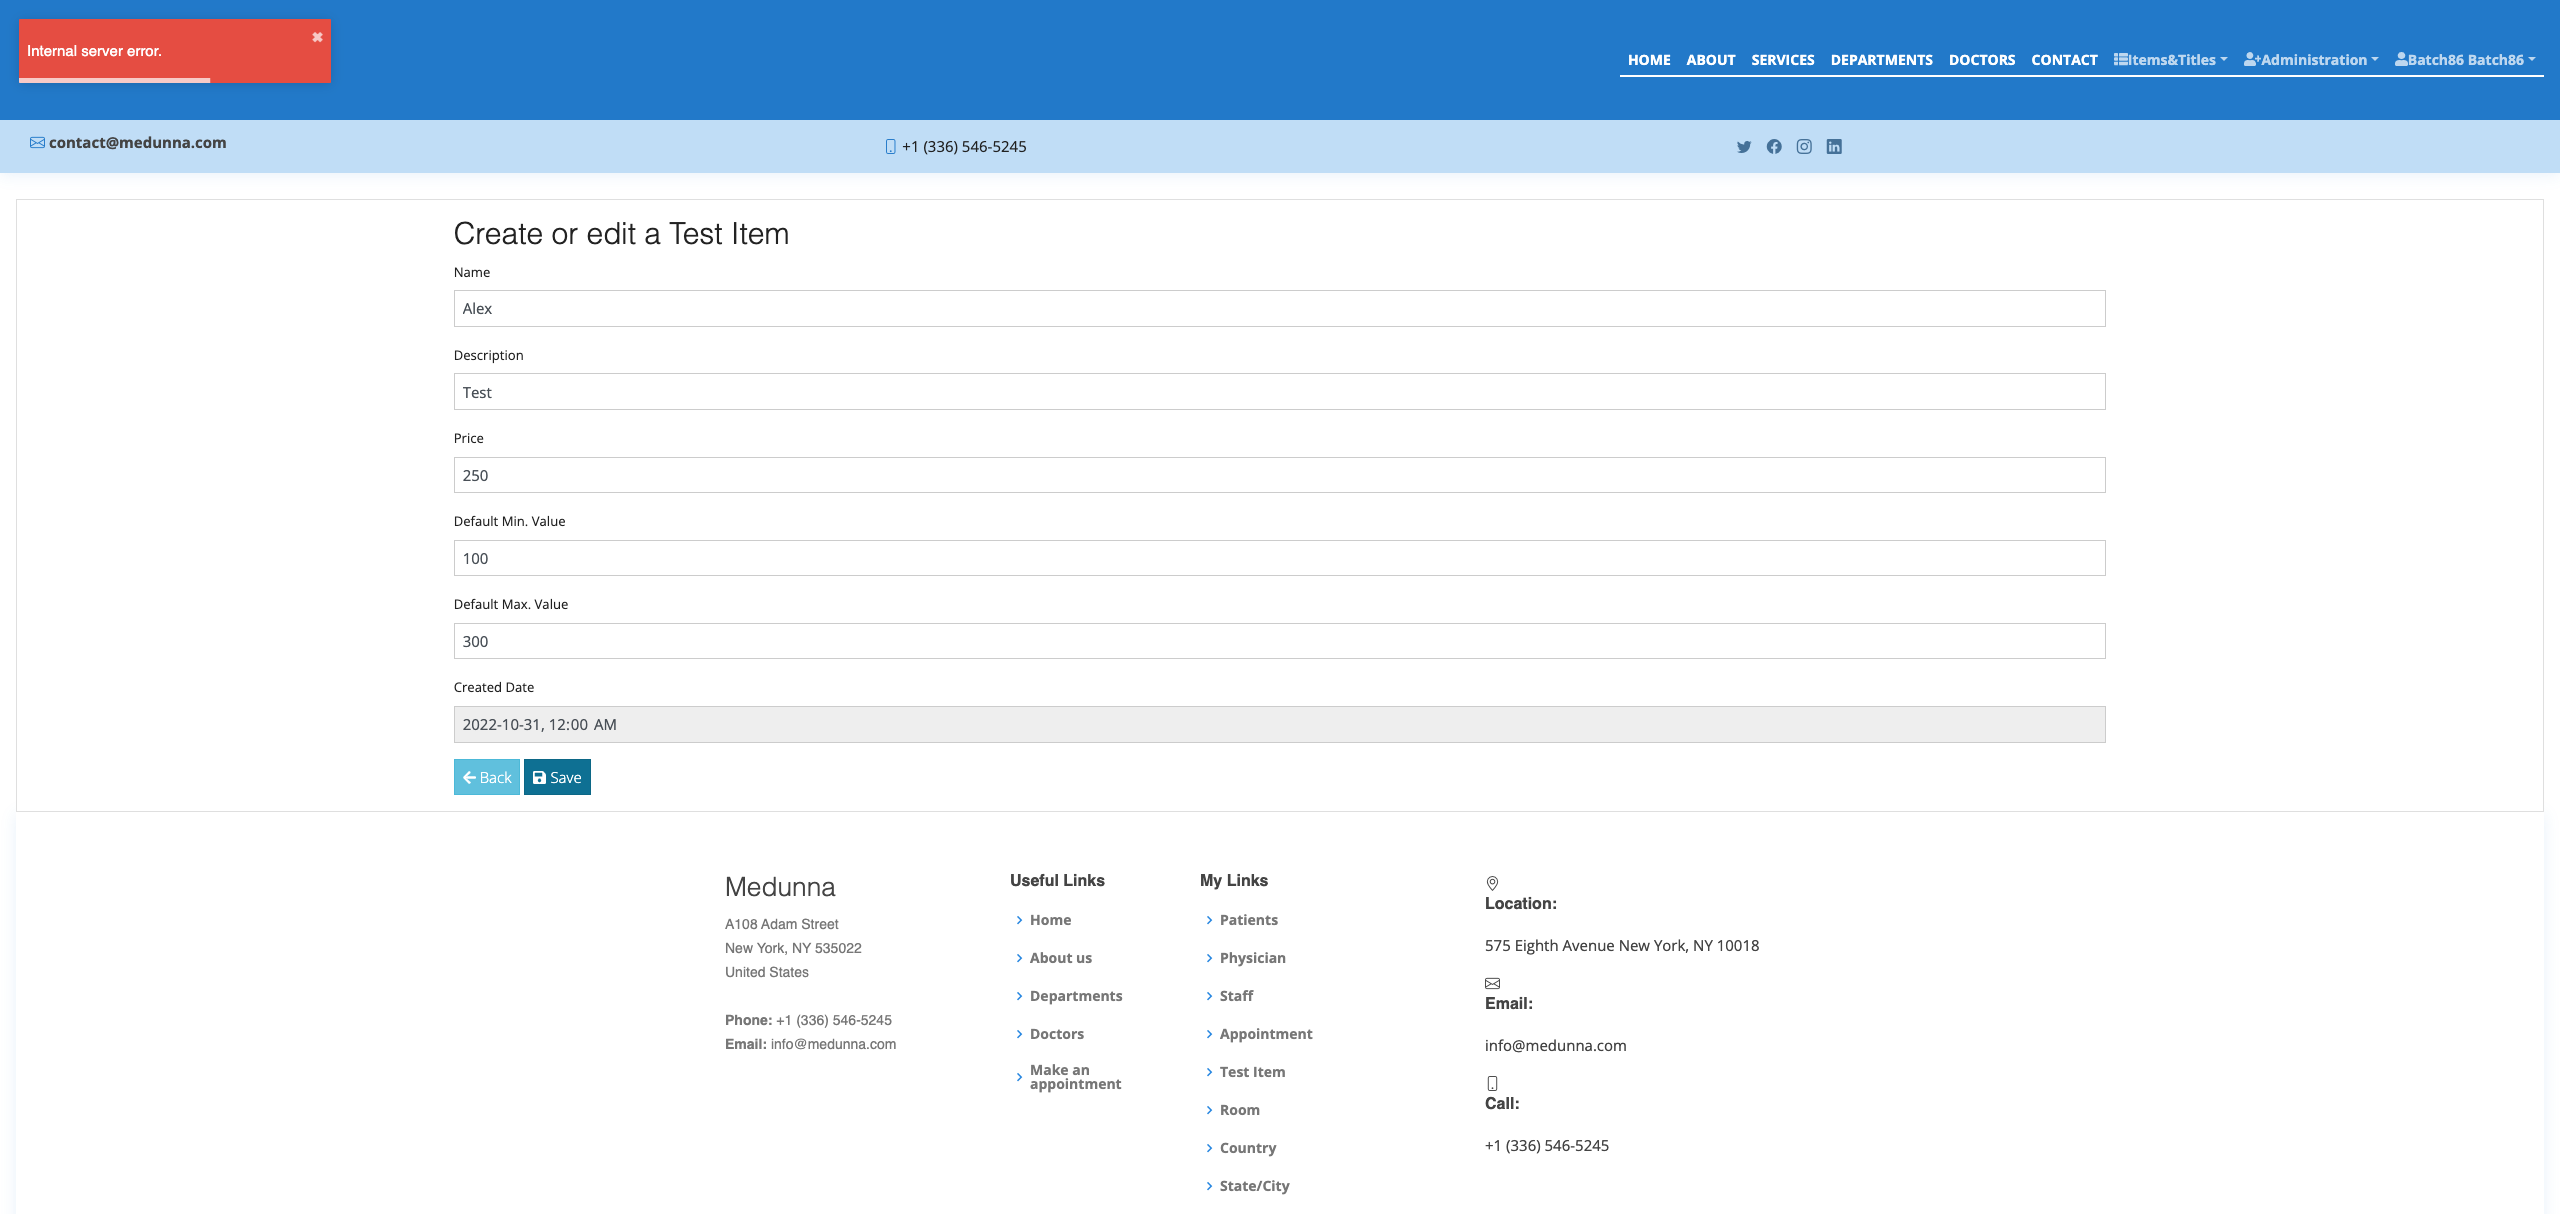 Internal server error.
HOME ABOUT SERVICES DEPARTMENTS DOCTORS CONTACT Items&Titles Administration Batch86 Batch86
contact@medunna.com
+1 (336) 546-5245
Create or edit a Test Item
Name
Alex
Description
Test
Price
250
Default Min. Value
100
Default Max. Value
300
Created Date
2022-10-31, 12:00 AM
Back Save
Medunna
A108 Adam Street
New York, NY 535022
United States
Phone: +1 (336) 546-5245
Email: info@medunna.com
Useful Links
Home
About us
Departments
Doctors
Make an
appointment
My Links
Patients
Physician
Staff
Appointment
Test Item
Room
Country
State/City
Location:
575 Eighth Avenue New York, NY 10018
Email:
info@medunna.com
Call:
+1 (336) 546-5245